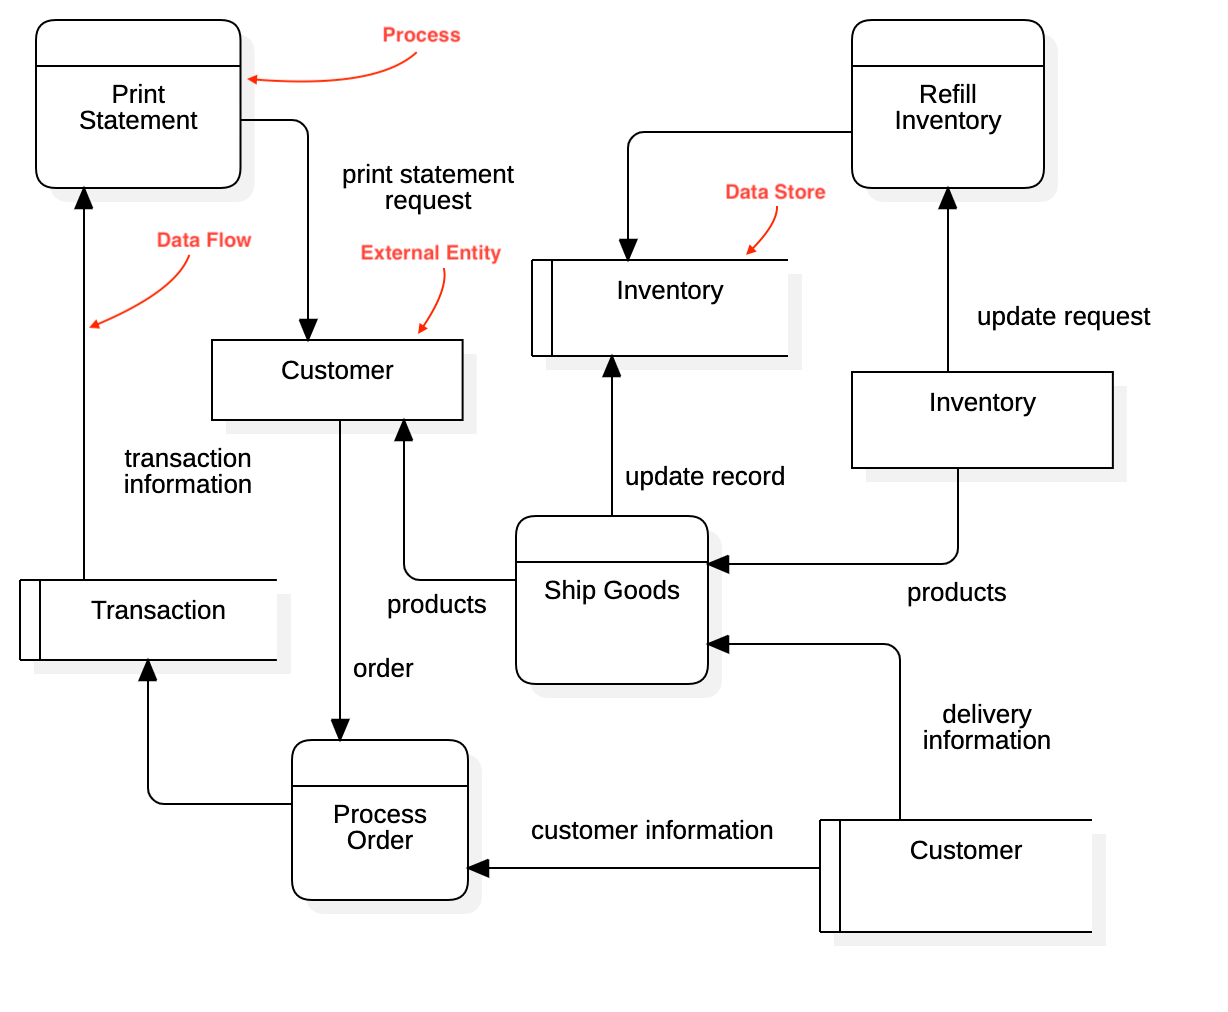 Process
Print
Statement
Refill
Inventory
print statement
request
Data Store
Data Flow
External Entity
Inventory
update request
Customer
Inventory
transaction
information
update record
Transaction
products
Ship Goods
products
order
delivery
information
Process
Order
customer information
Customer